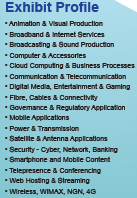 Exhibit Profile
• Animation & Visual Production
• Broadband & Internet Services
• Broadcasting & Sound Production
• Computer & Accessories
• Cloud Computing & Business Processes
• Communication & Telecommunication
• Digital Media, Entertainment & Gaming
• Fibre, Cables & Connectivity
• Governance & Regulatory Application
• Mobile Applications
• Power & Transmission
• Satellite & Antenna Applications
• Security - Cyber, Network, Banking
• Smartphone and Mobile Content
• Telepresence & Conferencing
• Web Hosting & Streaming
• Wireless, WIMAX, NGN, 4G